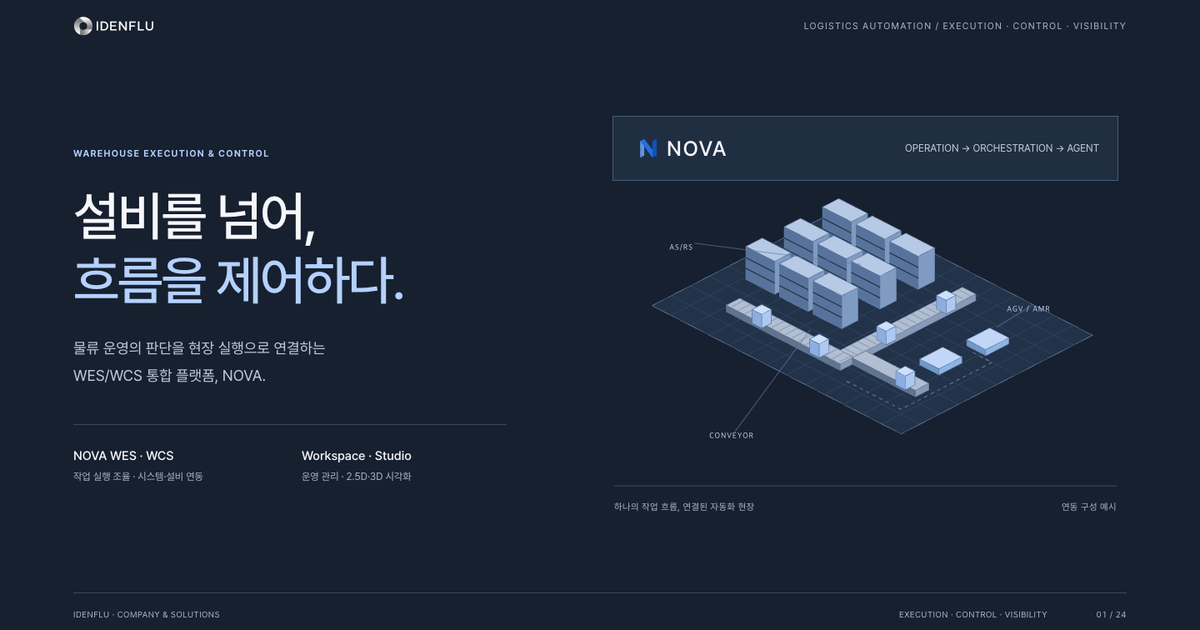 IDENFLU
LOGISTICS AUTOMATION / EXECUTION · CONTROL · VISIBILITY
WAREHOUSE EXECUTION & CONTROL
설비를 넘어,
흐름을 제어하다.
물류 운영의 판단을 현장 실행으로 연결하는
WES/WCS 통합 플랫폼, NOVA.
NOVA WES · WCS
작업 실행 조율 · 시스템·설비 연동
Workspace · Studio
운영 관리 · 2.5D·3D 시각화
NOVA
OPERATION → ORCHESTRATION → AGENT
AS/RS
AGV / AMR
CONVEYOR
하나의 작업 흐름, 연결된 자동화 현장
연동 구성 예시
IDENFLU · COMPANY & SOLUTIONS
EXECUTION · CONTROL · VISIBILITY
01 / 24